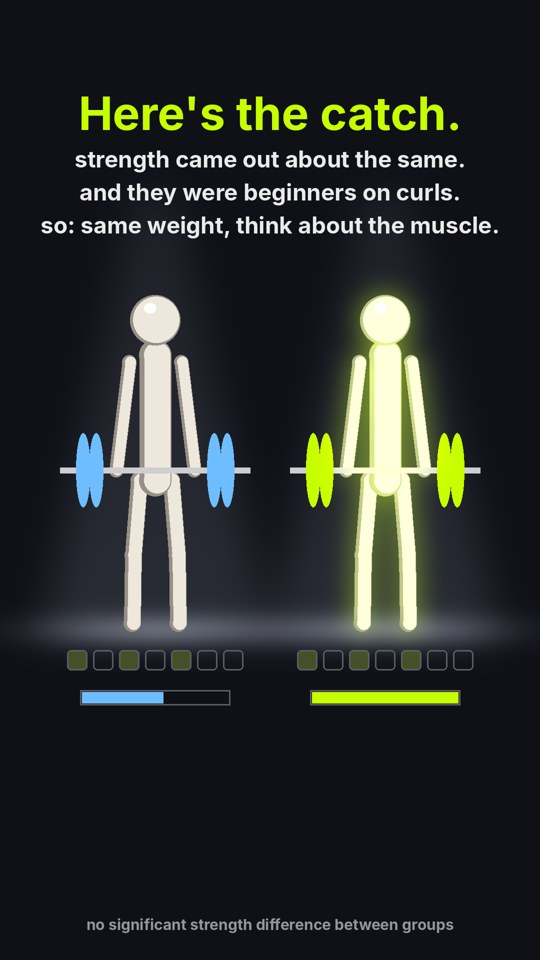 Here's the catch.
strength came out about the same.
and they were beginners on curls.
so: same weight, think about the muscle.
no significant strength difference between groups